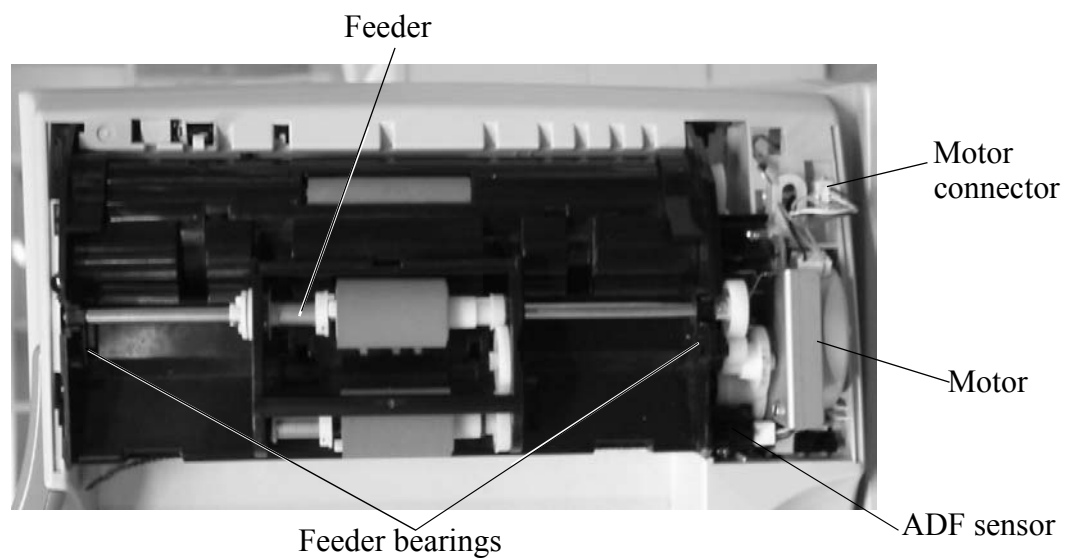 Feeder
Motor
connector
Motor
ADF sensor
Feeder bearings